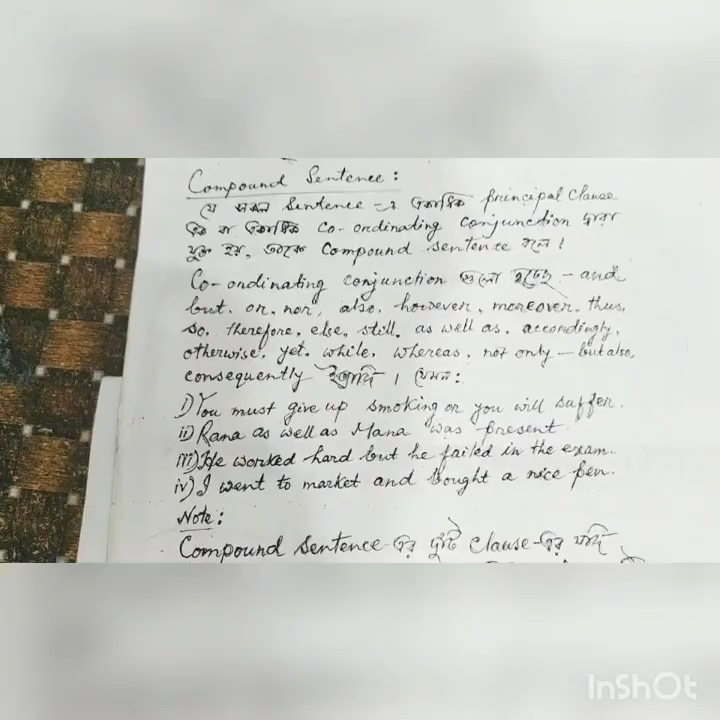 Compound Sentence:
যে সকল Sentence-এ একাধিক principal clause
এক বা একাধিক co-ordinating conjunction দ্বারা
যুক্ত হয়, তাকে Compound sentence বলে।
Co-ordinating conjunction গুলো হচ্ছে - and
but, or, nor, also, however, moreover, thus,
so, therefore, else, still, as well as, accordingly,
otherwise, yet, while, whereas, not only - but also,
consequently ইত্যাদি। যেমন:
i) You must give up smoking or you will suffer.
ii) Rana as well as Mana was present.
iii) He worked hard but he failed in the exam.
iv) I went to market and bought a nice pen.
Note:
Compound sentence-এর দুটি clause-এর যদি
InShOt